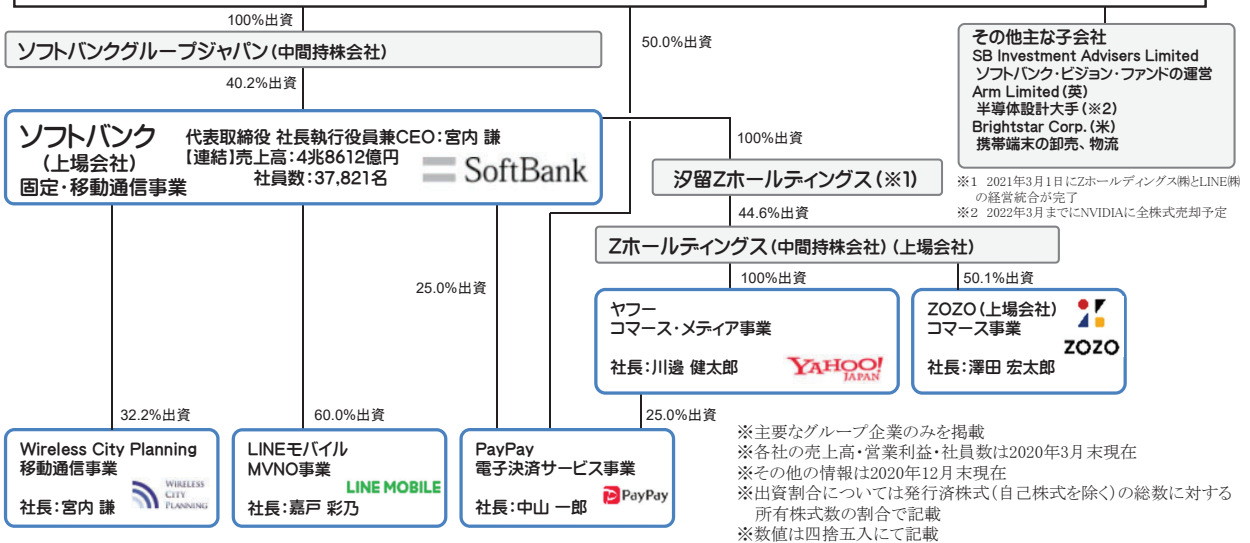 100%出資
ソフトバンクグループジャパン(中間持株会社)
40.2%出資
50.0%出資
その他主な子会社
SB Investment Advisers Limited
ソフトバンク・ビジョン・ファンドの運営
Arm Limited(英)
半導体設計大手(※2)
Brightstar Corp.(米)
携帯端末の卸売、物流
※1 2021年3月1日にZホールディングス㈱とLINE㈱
の経営統合が完了
※2 2022年3月までにNVIDIAに全株式売却予定
ソフトバンク
(上場会社)
固定・移動通信事業
代表取締役 社長執行役員兼CEO:宮内 謙
【連結】売上高:4兆8612億円
社員数:37,821名
SoftBank
100%出資
汐留Zホールディングス(※1)
44.6%出資
Zホールディングス(中間持株会社)(上場会社)
100%出資
50.1%出資
25.0%出資
ヤフー
コマース・メディア事業
社長:川邊 健太郎
YAHOO!
JAPAN
ZOZO(上場会社)
コマース事業
社長:澤田 宏太郎
ZOZO
32.2%出資
60.0%出資
25.0%出資
Wireless City Planning
移動通信事業
社長:宮内 謙
WIRELESS
CITY
PLANNING
LINEモバイル
MVNO事業
LINE MOBILE
社長:嘉戸 彩乃
PayPay
電子決済サービス事業
社長:中山 一郎
PayPay
※主要なグループ企業のみを掲載
※各社の売上高・営業利益・社員数は2020年3月末現在
※その他の情報は2020年12月末現在
※出資割合については発行済株式(自己株式を除く)の総数に対する
所有株式数の割合で記載
※数値は四捨五入にて記載